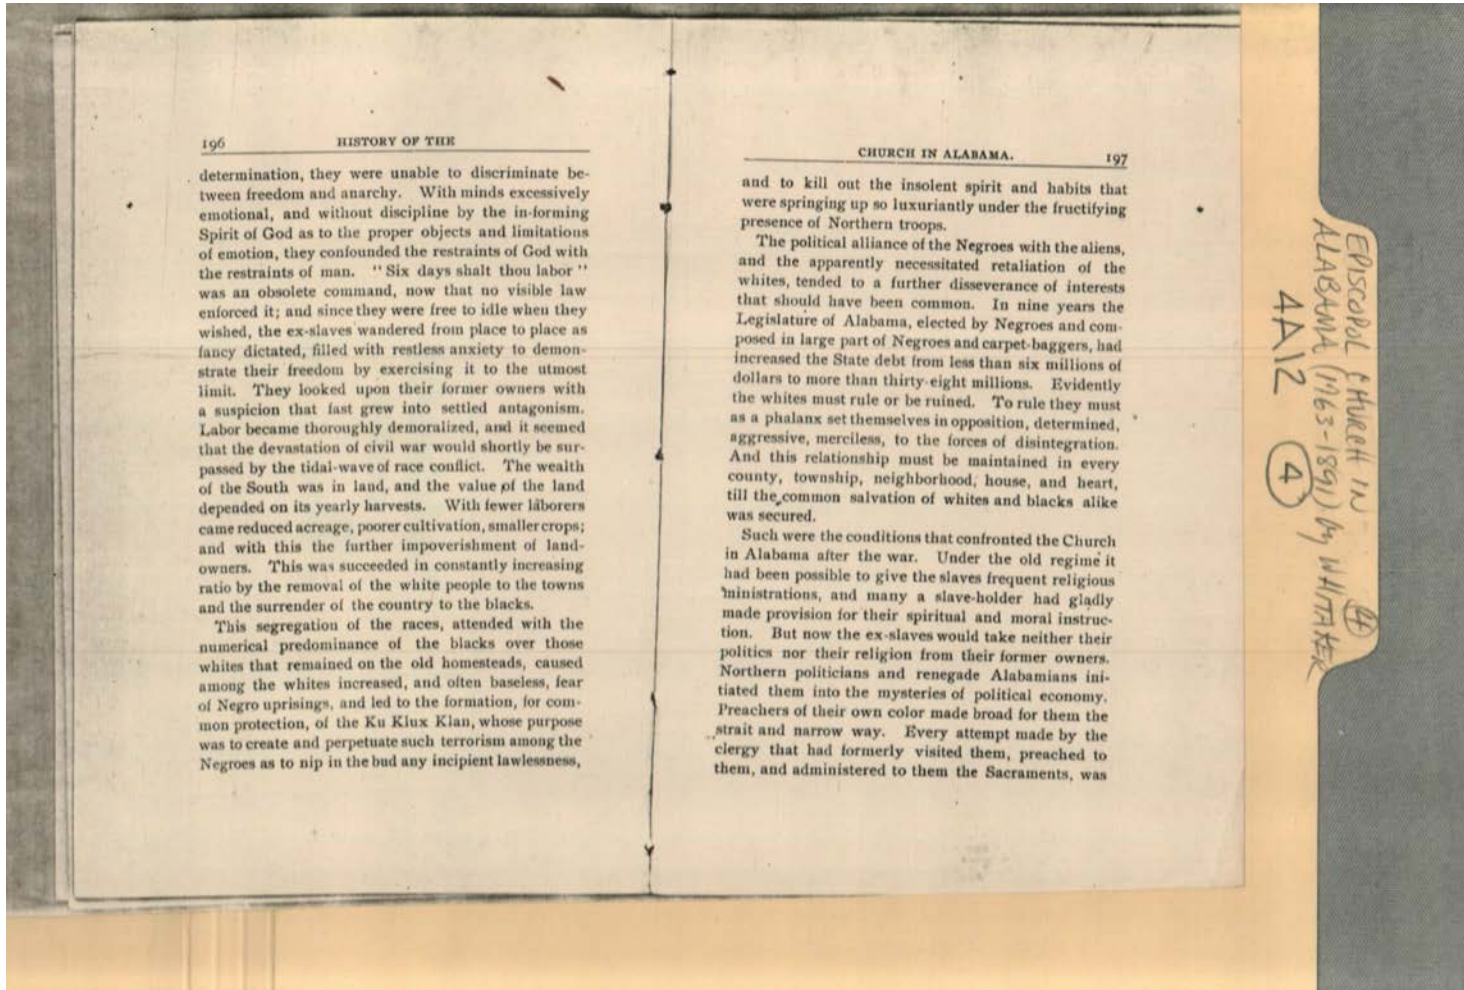 196 HISTORY OF THE
determination, they were unable to discriminate be-
tween freedom and anarchy. With minds excessively
emotional, and without discipline by the in-forming
Spirit of God as to the proper objects and limitations
of emotion, they confounded the restraints of God with
the restraints of man. "Six days shalt thou labor"
was an obsolete command, now that no visible law
enforced it; and since they were free to idle when they
wished, the ex-slaves wandered from place to place as
fancy dictated, filled with restless anxiety to demon-
strate their freedom by exercising it to the utmost
limit. They looked upon their former owners with
a suspicion that fast grew into settled antagonism.
Labor became thoroughly demoralized, and it seemed
that the devastation of civil war would shortly be sur-
passed by the tidal-wave of race conflict. The wealth
of the South was in land, and the value of the land
depended on its yearly harvests. With fewer laborers
came reduced acreage, poorer cultivation, smaller crops;
and with this the further impoverishment of land-
owners. This was succeeded in constantly increasing
ratio by the removal of the white people to the towns
and the surrender of the country to the blacks.
This segregation of the races, attended with the
numerical predominance of the blacks over those
whites that remained on the old homesteads, caused
among the whites increased, and often baseless, fear
of Negro uprisings, and led to the formation, for com-
mon protection, of the Ku Klux Klan, whose purpose
was to create and perpetuate such terrorism among the
Negroes as to nip in the bud any incipient lawlessness,
CHURCH IN ALABAMA. 197
and to kill out the insolent spirit and habits that
were springing up so luxuriantly under the fructifying
presence of Northern troops.
The political alliance of the Negroes with the aliens,
and the apparently necessitated retaliation of the
whites, tended to a further disseverance of interests
that should have been common. In nine years the
Legislature of Alabama, elected by Negroes and com-
posed in large part of Negroes and carpet-baggers, had
increased the State debt from less than six millions of
dollars to more than thirty-eight millions. Evidently
the whites must rule or be ruined. To rule they must
as a phalanx set themselves in opposition, determined,
aggressive, merciless, to the forces of disintegration.
And this relationship must be maintained in every
county, township, neighborhood, house, and heart,
till the common salvation of whites and blacks alike
was secured.
Such were the conditions that confronted the Church
in Alabama after the war. Under the old regime it
had been possible to give the slaves frequent religious
ministrations, and many a slave-holder had gladly
made provision for their spiritual and moral instruc-
tion. But now the ex-slaves would take neither their
politics nor their religion from their former owners.
Northern politicians and renegade Alabamians ini-
tiated them into the mysteries of political economy.
Preachers of their own color made broad for them the
strait and narrow way. Every attempt made by the
clergy that had formerly visited them, preached to
them, and administered to them the Sacraments, was
EPISCOPOL CHURCH IN
ALABAMA (1763-1891) by WHITAKER
4A12 4